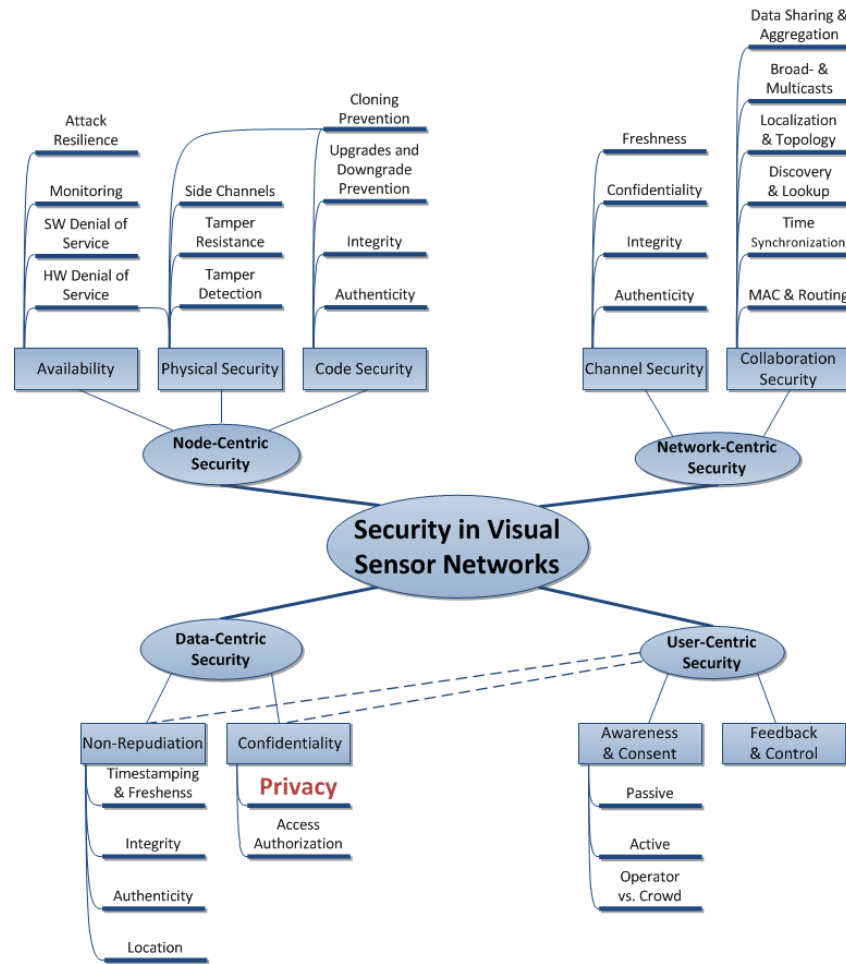 Data Sharing &
Aggregation
Broad- &
Multicasts
Localization
& Topology
Discovery
& Lookup
Time
Synchronization
MAC & Routing
Cloning
Prevention
Upgrades and
Downgrade
Prevention
Integrity
Authenticity
Attack
Resilience
Monitoring
SW Denial of
Service
HW Denial of
Service
Side Channels
Tamper
Resistance
Tamper
Detection
Freshness
Confidentiality
Integrity
Authenticity
Availability
Physical Security
Code Security
Channel Security
Collaboration
Security
Node-Centric
Security
Network-Centric
Security
Security in Visual
Sensor Networks
Data-Centric
Security
User-Centric
Security
Non-Repudiation
Confidentiality
Awareness
& Consent
Feedback
& Control
Timestamping
& Freshenss
Integrity
Authenticity
Location
Privacy
Access
Authorization
Passive
Active
Operator
vs. Crowd